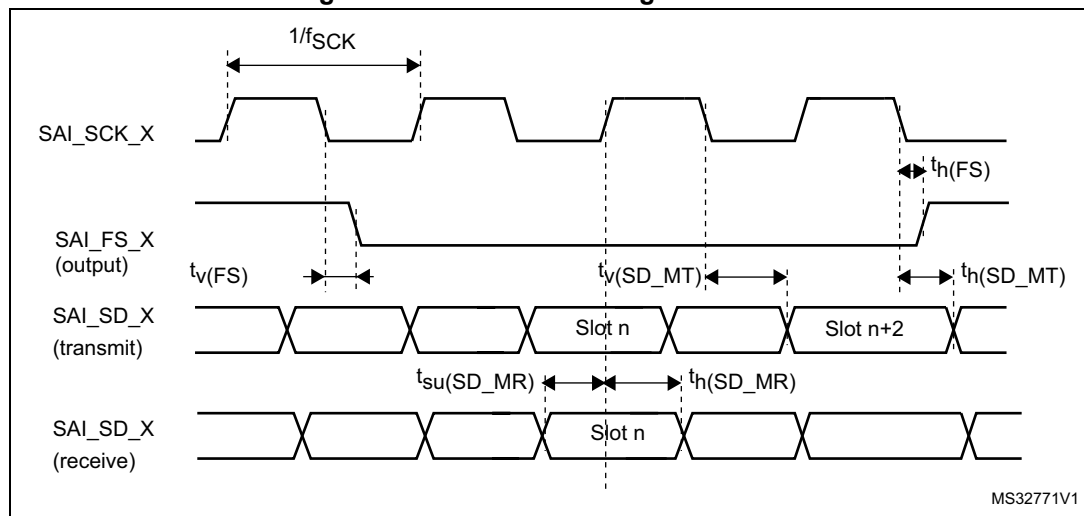 1/fSCK
SAI_SCK_X
th(FS)
SAI_FS_X
(output)
tv(FS)
tv(SD_MT)
th(SD_MT)
SAI_SD_X
(transmit)
Slot n
Slot n+2
tsu(SD_MR)
th(SD_MR)
SAI_SD_X
(receive)
Slot n
MS32771V1